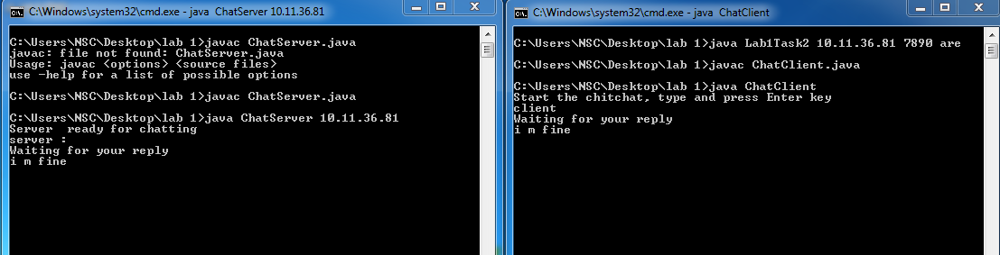 C:\Windows\system32\cmd.exe - java  ChatServer 10.11.36.81
C:\Users\NSC\Desktop\lab 1>javac ChatServer.java
javac: file not found: ChatServer.java
Usage: javac <options> <source files>
use -help for a list of possible options
C:\Users\NSC\Desktop\lab 1>javac ChatServer.java
C:\Users\NSC\Desktop\lab 1>java ChatServer 10.11.36.81
Server  ready for chatting
server :
Waiting for your reply
i m fine
C:\Windows\system32\cmd.exe - java  ChatClient
C:\Users\NSC\Desktop\lab 1>java Lab1Task2 10.11.36.81 7890 are
C:\Users\NSC\Desktop\lab 1>javac ChatClient.java
C:\Users\NSC\Desktop\lab 1>java ChatClient
Start the chitchat, type and press Enter key
client
Waiting for your reply
i m fine